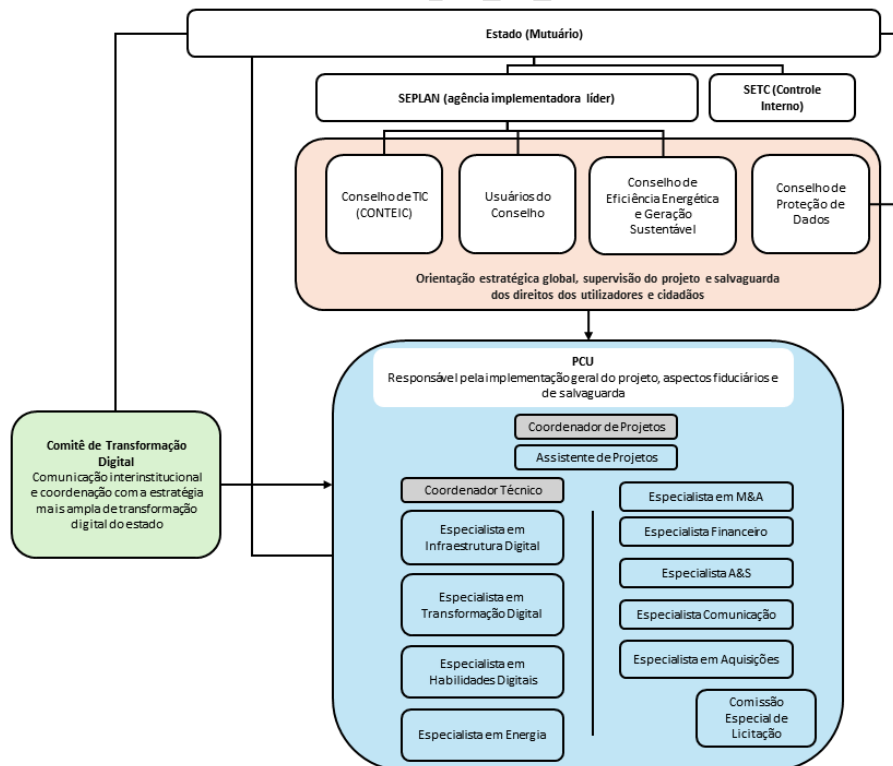 Estado (Mutuário)
SEPLAN (agência implementadora líder)
SETC (Controle
Interno)
Conselho de TIC
(CONTEIC)
Usuários do
Conselho
Conselho de
Eficiência Energética
e Geração
Sustentável
Conselho de
Proteção de
Dados
Orientação estratégica global, supervisão do projeto e salvaguarda
dos direitos dos utilizadores e cidadãos
PCU
Responsável pela implementação geral do projeto, aspectos fiduciários e
de salvaguarda
Coordenador de Projetos
Assistente de Projetos
Comitê de Transformação
Digital
Comunicação interinstitucional
e coordenação com a estratégia
mais ampla de transformação
digital do estado
Coordenador Técnico
Especialista em
Infraestrutura Digital
Especialista em
Transformação Digital
Especialista em
Habilidades Digitais
Especialista em Energia
Especialista em M&A
Especialista Financeiro
Especialista A&S
Especialista Comunicação
Especialista em Aquisições
Comissão
Especial de
Licitação